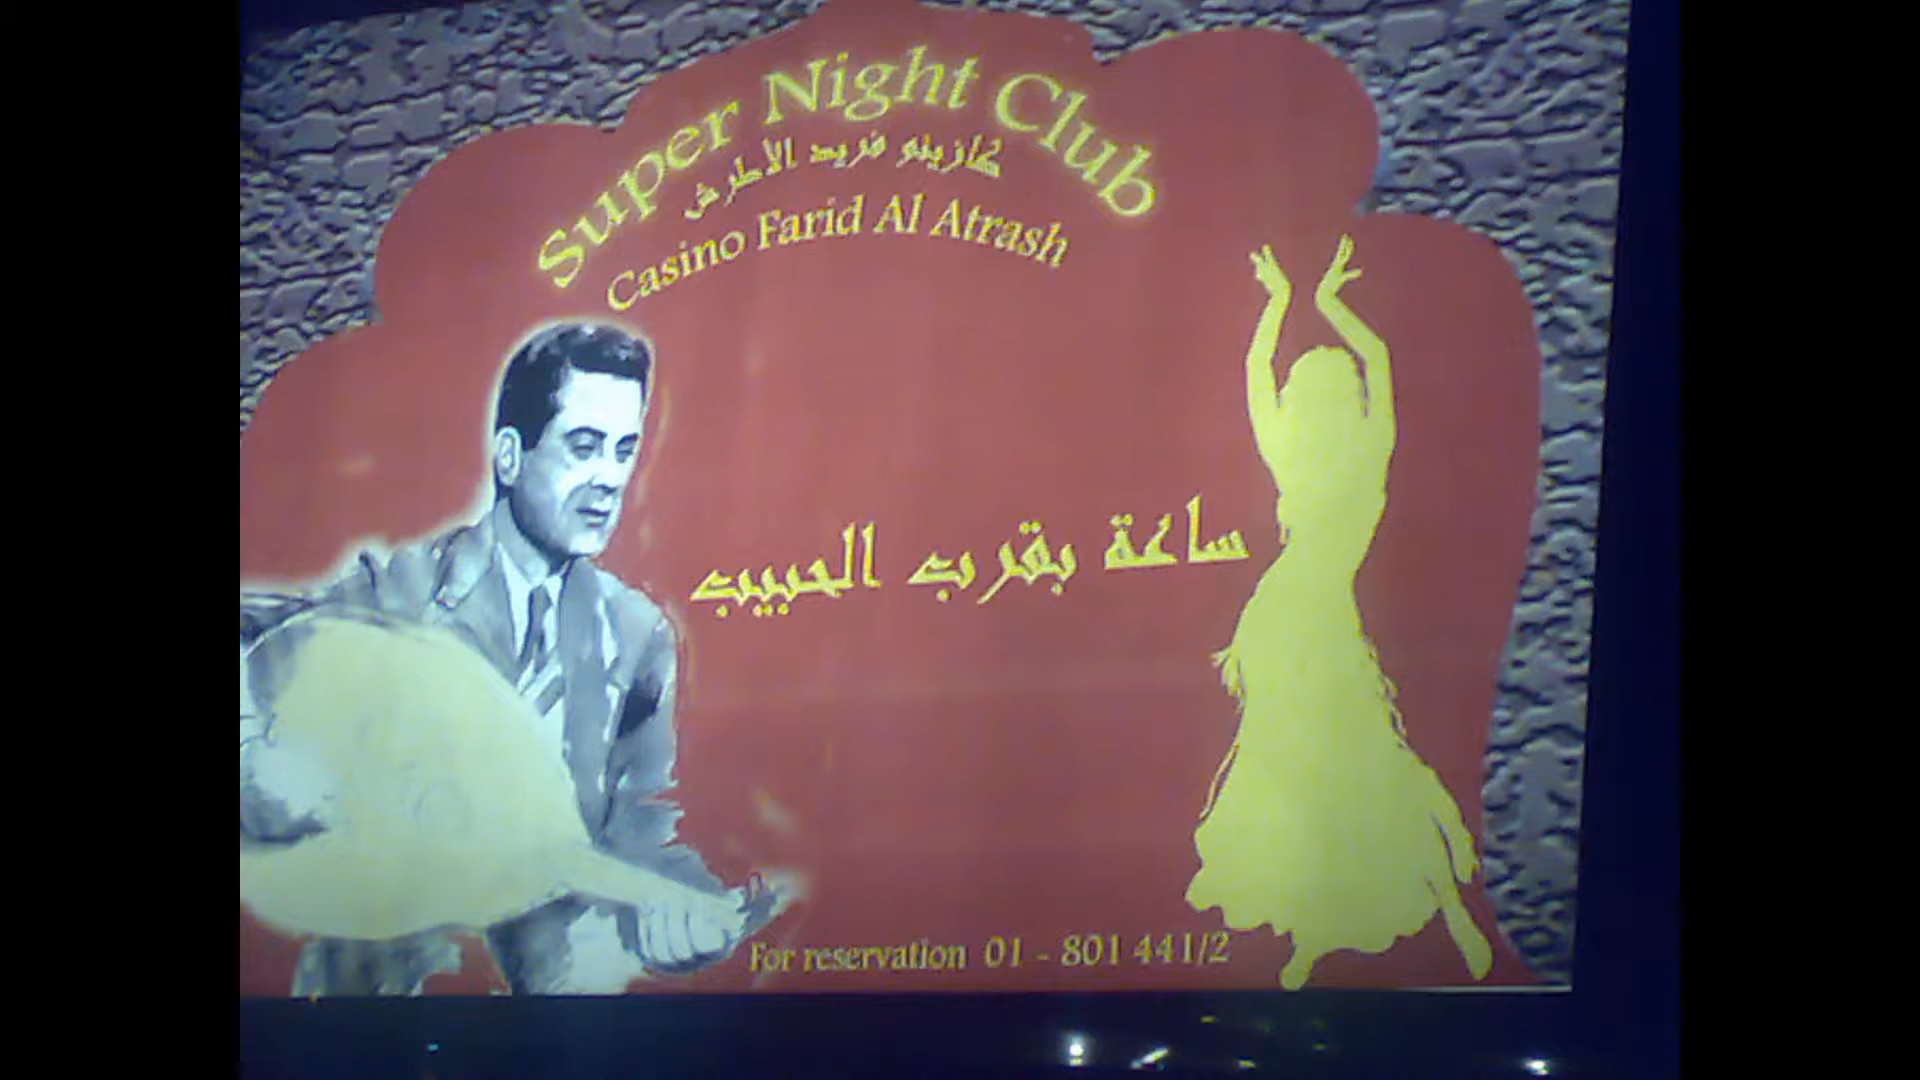 Super Night Club
كازينو فريد الأطرش
Casino Farid Al Atrash
ساعة بقرب الحبيب
For reservation 01 - 801 441/2